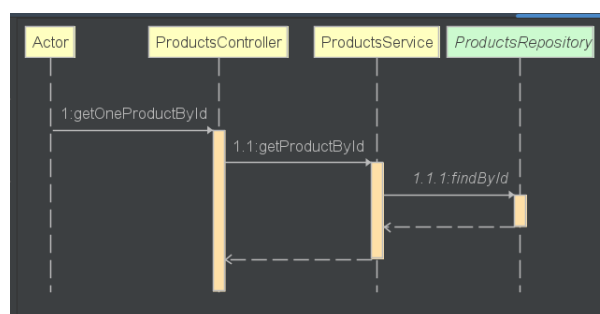 Actor
ProductsController
ProductsService
ProductsRepository
1:getOneProductById
1.1:getProductById
1.1.1:findById